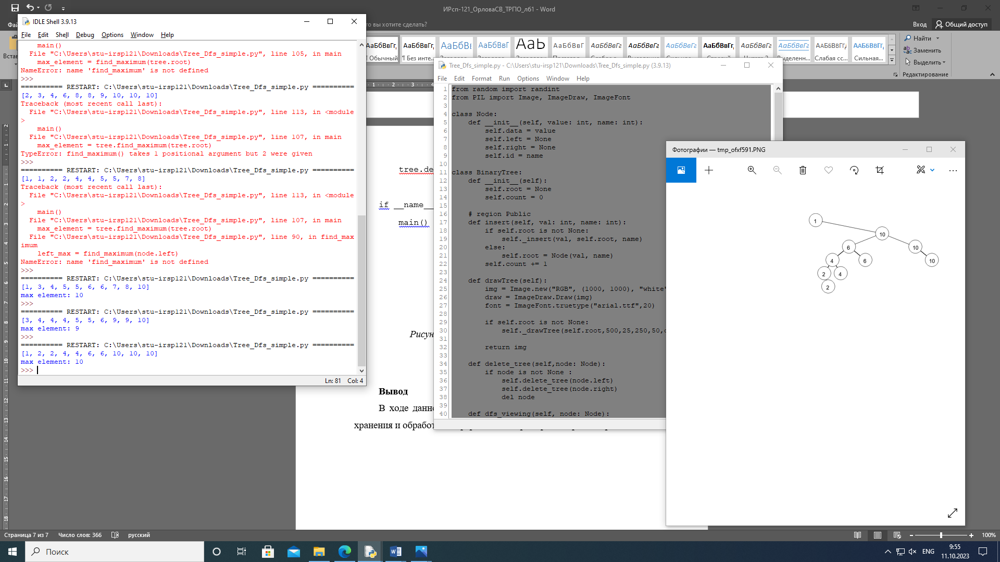 ИРсп-121_ОрловаСВ_ТРПО_лб1 - Word
Вход
Общий доступ
IDLE Shell 3.9.13
File Edit Shell Debug Options Window Help
main()
File "C:\Users\stu-irsp121\Downloads\Tree_Dfs_simple.py", line 105, in main
max_element = find_maximum(tree.root)
NameError: name 'find_maximum' is not defined
>>>
========== RESTART: C:\Users\stu-irsp121\Downloads\Tree_Dfs_simple.py ==========
[2, 3, 4, 6, 8, 8, 9, 10, 10, 10]
Traceback (most recent call last):
File "C:\Users\stu-irsp121\Downloads\Tree_Dfs_simple.py", line 113, in <module
>
main()
File "C:\Users\stu-irsp121\Downloads\Tree_Dfs_simple.py", line 107, in main
max_element = tree.find_maximum(tree.root)
TypeError: find_maximum() takes 1 positional argument but 2 were given
>>>
========== RESTART: C:\Users\stu-irsp121\Downloads\Tree_Dfs_simple.py ==========
[1, 1, 2, 2, 4, 4, 5, 5, 7, 8]
Traceback (most recent call last):
File "C:\Users\stu-irsp121\Downloads\Tree_Dfs_simple.py", line 113, in <module
>
main()
File "C:\Users\stu-irsp121\Downloads\Tree_Dfs_simple.py", line 107, in main
max_element = tree.find_maximum(tree.root)
File "C:\Users\stu-irsp121\Downloads\Tree_Dfs_simple.py", line 90, in find_max
imum
left_max = find_maximum(node.left)
NameError: name 'find_maximum' is not defined
>>>
========== RESTART: C:\Users\stu-irsp121\Downloads\Tree_Dfs_simple.py ==========
[1, 3, 4, 5, 5, 6, 6, 7, 8, 10]
max element: 10
>>>
========== RESTART: C:\Users\stu-irsp121\Downloads\Tree_Dfs_simple.py ==========
[3, 4, 4, 4, 5, 5, 6, 9, 9, 10]
max element: 9
>>>
========== RESTART: C:\Users\stu-irsp121\Downloads\Tree_Dfs_simple.py ==========
[1, 2, 2, 4, 4, 6, 6, 10, 10, 10]
max element: 10
>>>
Ln: 81 Col: 4
что вы хотите сделать?
¶ Обычный
¶ Без инте...
Слабая сс...
Сильная...
Найти
Заменить
Выделить
Редактирование
Tree_Dfs_simple.py - C:\Users\stu-irsp121\Downloads\Tree_Dfs_simple.py (3.9.13)
File Edit Format Run Options Window Help
1 from random import randint
2 from PIL import Image, ImageDraw, ImageFont
3
4 class Node:
5 def __init__(self, value: int, name: int):
6 self.data = value
7 self.left = None
8 self.right = None
9 self.id = name
10
11 class BinaryTree:
12 def __init__(self):
13 self.root = None
14 self.count = 0
15
16 # region Public
17 def insert(self, val: int, name: int):
18 if self.root is not None:
19 self._insert(val, self.root, name)
20 else:
21 self.root = Node(val, name)
22 self.count += 1
23
24 def drawTree(self):
25 img = Image.new("RGB", (1000, 1000), "white"
26 draw = ImageDraw.Draw(img)
27 font = ImageFont.truetype("arial.ttf",20)
28
29 if self.root is not None:
30 self._drawTree(self.root,500,25,250,50,
31
32 return img
33
34 def delete_tree(self,node: Node):
35 if node is not None :
36 self.delete_tree(node.left)
37 self.delete_tree(node.right)
38 del node
39
40 def dfs_viewing(self, node: Node):
Фотографии — tmp_ofxf591.PNG
1
10
6 10
4 6 10
2 4
2
tree.de
if __name__
main()
Рисун
Вывод
В ходе данно
хранения и обработ
Страница 7 из 7 Число слов: 366 русский
100%
Поиск
ENG
9:55
11.10.2023